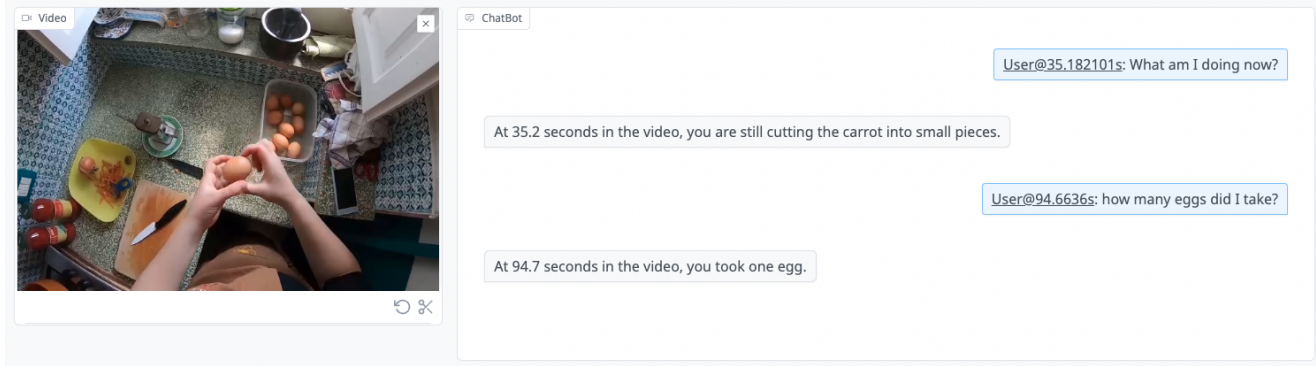 Video
ChatBot
User@35.182101s: What am I doing now?
At 35.2 seconds in the video, you are still cutting the carrot into small pieces.
User@94.6636s: how many eggs did I take?
At 94.7 seconds in the video, you took one egg.